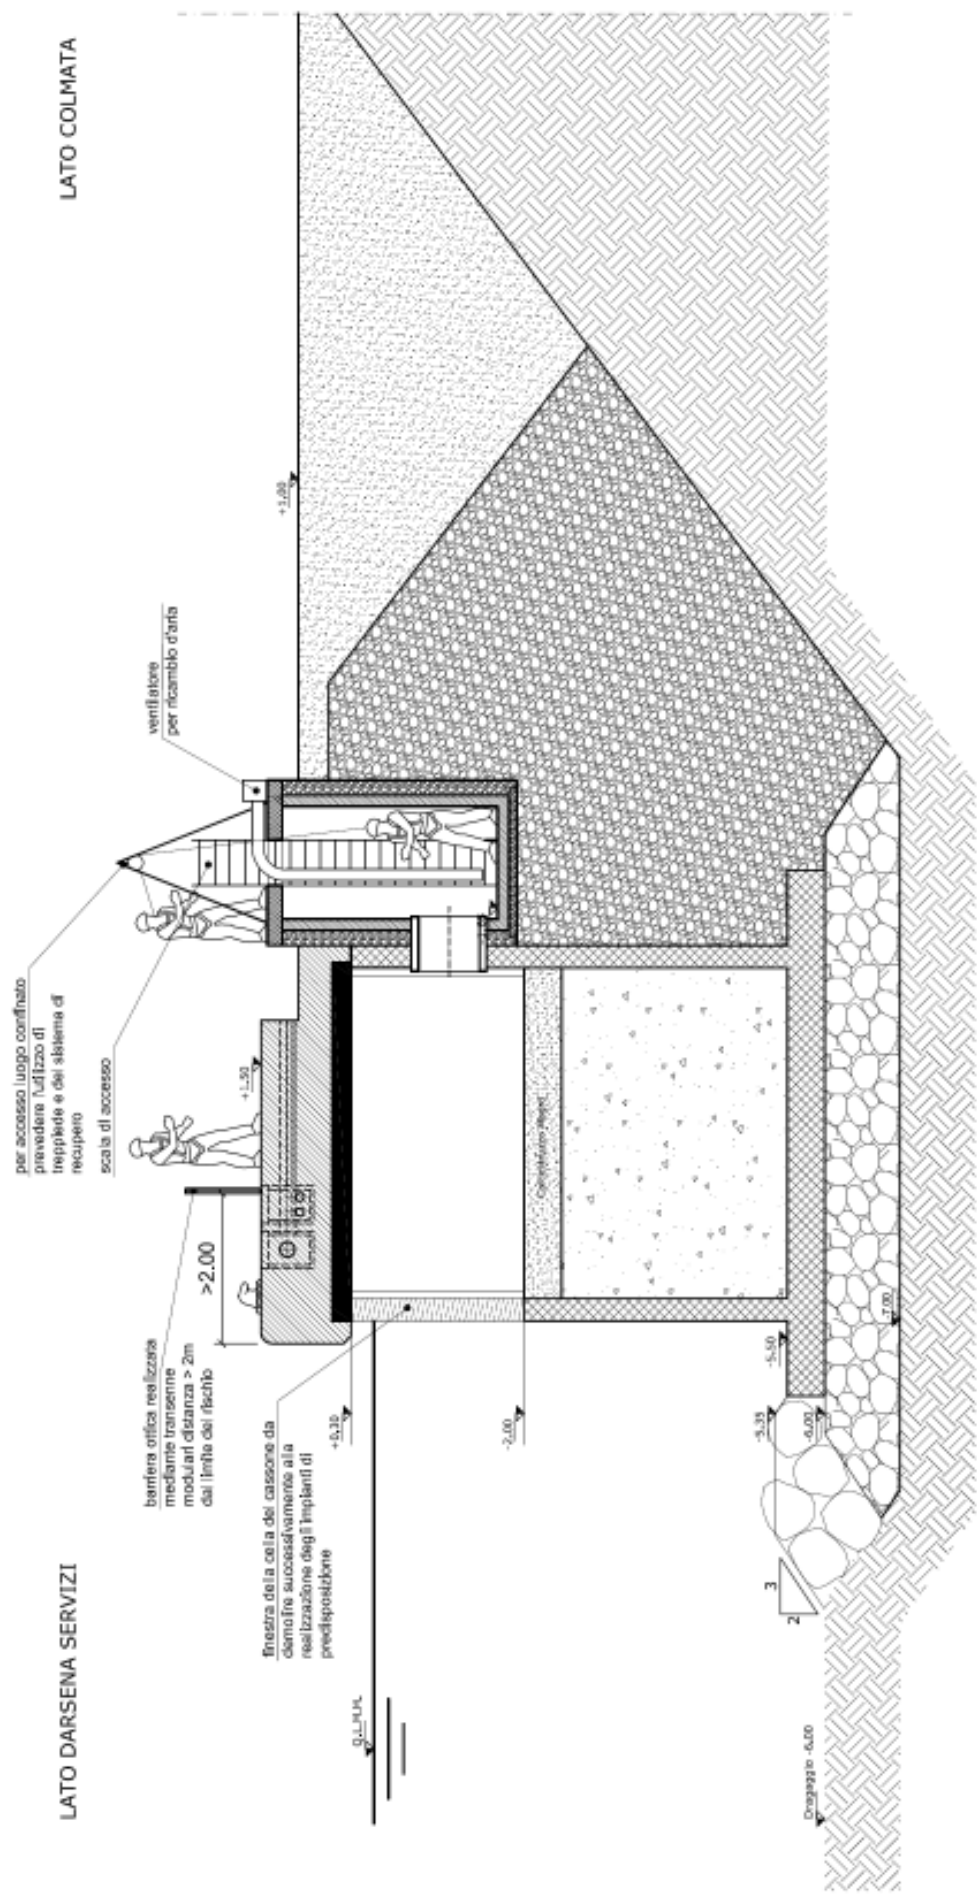 LATO DARSENA SERVIZI
LATO COLMATA
per accesso luogo confinato
prevedere l'utilizzo di
treppiede e del sistema di
recupero
scala di accesso
ventilatore
per ricambio d'aria
barriera ottica realizzata
mediante transenne
modulari distanza > 2m
dal limite del rischio
>2.00
+1.50
+1.00
finestra della cella del cassone da
demolire successivamente alla
realizzazione degli impianti di
predisposizione
+0.30
-2.00
Calcestruzzo Magro
-5.50
-5.35
-6.00
-7.00
3
2
Dragaggio -6.00